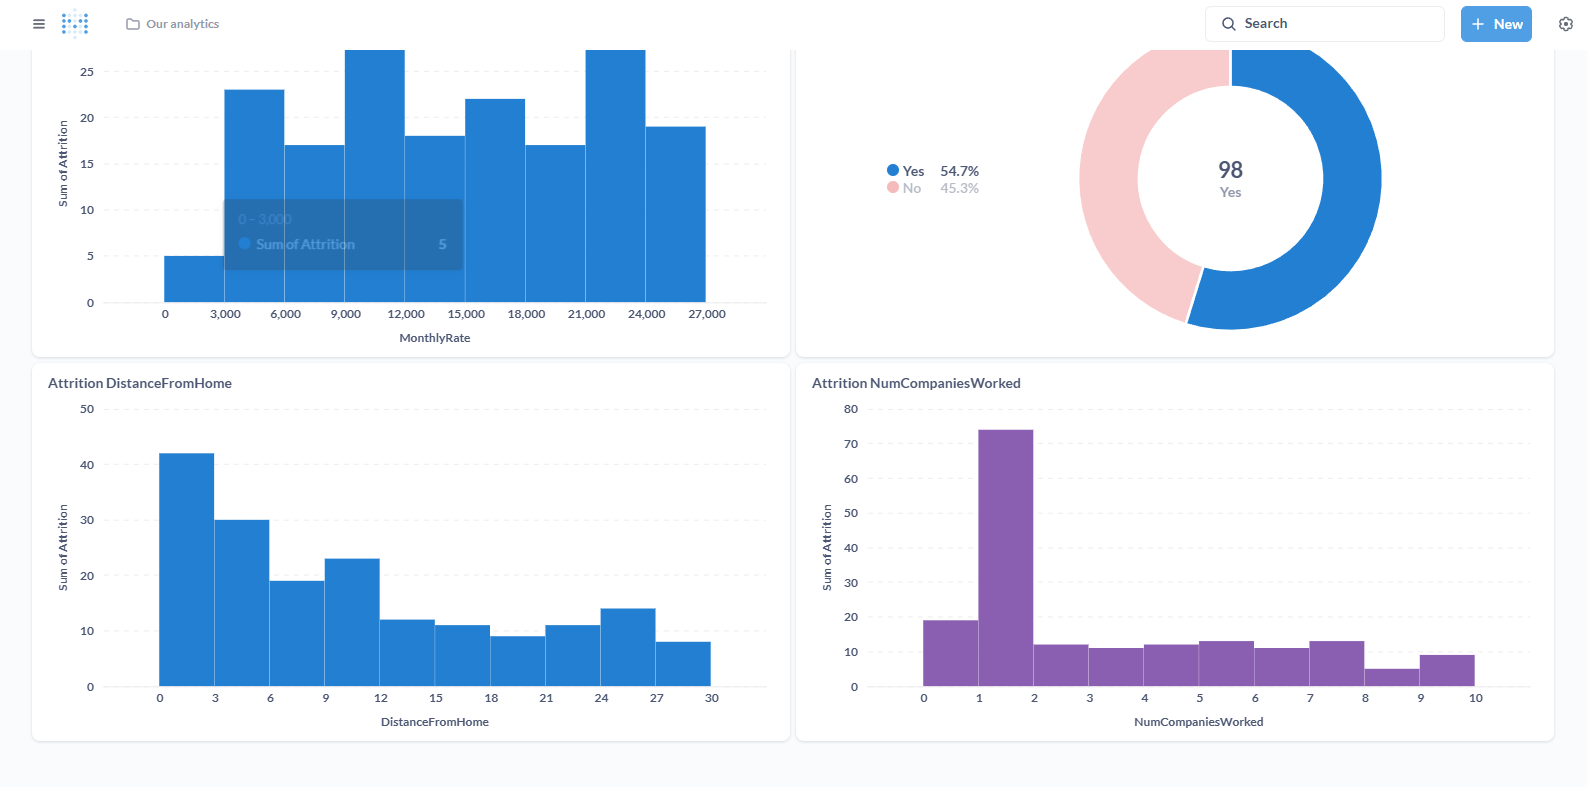 Our analytics
Search
New
25
20
15
10
5
0
Sum of Attrition
0 – 3,000
Sum of Attrition 5
0 3,000 6,000 9,000 12,000 15,000 18,000 21,000 24,000 27,000
MonthlyRate
Yes 54.7%
No 45.3%
98
Yes
Attrition DistanceFromHome
50
40
30
20
10
0
Sum of Attrition
0 3 6 9 12 15 18 21 24 27 30
DistanceFromHome
Attrition NumCompaniesWorked
80
70
60
50
40
30
20
10
0
Sum of Attrition
0 1 2 3 4 5 6 7 8 9 10
NumCompaniesWorked